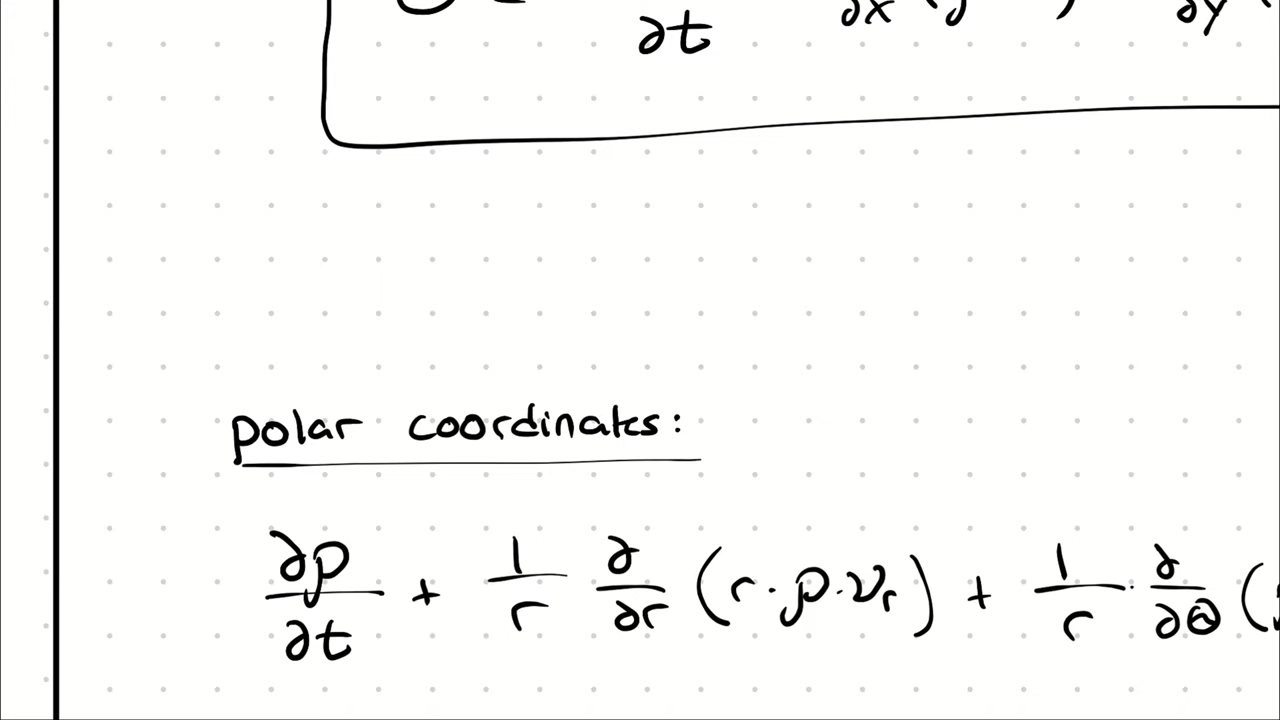 ∂t ∂x ∂y
polar coordinates:
∂ρ/∂t + 1/r ∂/∂r (r·ρ·v_r) + 1/r · ∂/∂θ (